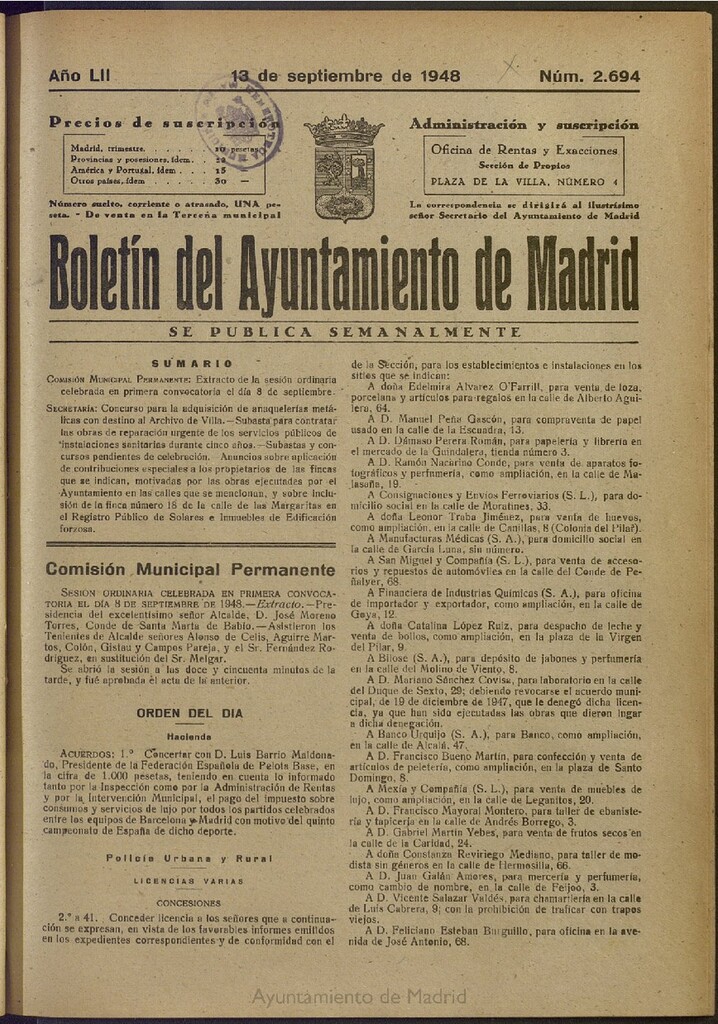 Año LII
13 de septiembre de 1948
Núm. 2.694
Precios de suscripción
Madrid, trimestre. . . . . . 10 pesetas
Provincias y posesiones, ídem. . . 12
América y Portugal, ídem . . . . 15
Otros países, ídem . . . . . . 30 —
Número suelto, corriente o atrasado, UNA pe-
seta. - De venta en la Tercena municipal
Administración y suscripción
Oficina de Rentas y Exacciones
Sección de Propios
PLAZA DE LA VILLA, NÚMERO 4
La correspondencia se dirigirá al ilustrísimo
señor Secretario del Ayuntamiento de Madrid
Boletín del Ayuntamiento de Madrid
SE PUBLICA SEMANALMENTE
SUMARIO
COMISIÓN MUNICIPAL PERMANENTE: Extracto de la sesión ordinaria
celebrada en primera convocatoria el día 8 de septiembre.
SECRETARÍA: Concurso para la adquisición de anaquelerías metá-
licas con destino al Archivo de Villa.—Subasta para contratar
las obras de reparación urgente de los servicios públicos de
instalaciones sanitarias durante cinco años.—Subastas y con-
cursos pendientes de celebración.—Anuncios sobre aplicación
de contribuciones especiales a los propietarios de las fincas
que se indican, motivadas por las obras ejecutadas por el
Ayuntamiento en las calles que se mencionan, y sobre inclu-
sión de la finca número 18 de la calle de las Margaritas en
el Registro Público de Solares e Inmuebles de Edificación
forzosa.
Comisión Municipal Permanente
SESIÓN ORDINARIA CELEBRADA EN PRIMERA CONVOCA-
TORIA EL DÍA 8 DE SEPTIEMBRE DE 1948.—Extracto.—Pre-
sidencia del excelentísimo señor Alcalde, D. José Moreno
Torres, Conde de Santa Marta de Babío.—Asistieron los
Tenientes de Alcalde señores Alonso de Celis, Aguirre Mar-
tos, Colón, Gistau y Campos Pareja, y el Sr. Fernández Ro-
dríguez, en sustitución del Sr. Melgar.
Se abrió la sesión a las doce y cincuenta minutos de la
tarde, y fué aprobada el acta de la anterior.
ORDEN DEL DIA
Hacienda
ACUERDOS: 1.º Concertar con D. Luis Barrio Maldona-
do, Presidente de la Federación Española de Pelota Base, en
la cifra de 1.000 pesetas, teniendo en cuenta lo informado
tanto por la Inspección como por la Administración de Rentas
y por la Intervención Municipal, el pago del impuesto sobre
consumos y servicios de lujo por todos los partidos celebrados
entre los equipos de Barcelona y Madrid con motivo del quinto
campeonato de España de dicho deporte.
Policía Urbana y Rural
LICENCIAS VARIAS
CONCESIONES
2.º a 41. Conceder licencia a los señores que a continua-
ción se expresan, en vista de los favorables informes emitidos
en los expedientes correspondientes y de conformidad con el
de la Sección, para los establecimientos e instalaciones en los
sitios que se indican:
A doña Edelmira Alvarez O'Farrill, para venta de loza,
porcelana y artículos para regalos en la calle de Alberto Agui-
lera, 64.
A D. Manuel Peña Gascón, para compraventa de papel
usado en la calle de la Escuadra, 13.
A D. Dámaso Perera Román, para papelería y librería en
el mercado de la Guindalera, tienda número 3.
A D. Ramón Nacarino Conde, para venta de aparatos fo-
tográficos y perfumería, como ampliación, en la calle de Ma-
lasaña, 19.
A Consignaciones y Envíos Ferroviarios (S. L.), para do-
micilio social en la calle de Moratines, 33.
A doña Leonor Traba Jiménez, para venta de huevos,
como ampliación, en la calle de Canillas, 8 (Colonia del Pilar).
A Manufacturas Médicas (S. A.), para domicilio social en
la calle de García Luna, sin número.
A San Miguel y Compañía (S. L.), para venta de acceso-
rios y repuestos de automóviles en la calle del Conde de Pe-
ñalver, 68.
A Financiera de Industrias Químicas (S. A.), para oficina
de importador y exportador, como ampliación, en la calle de
Goya, 12.
A doña Catalina López Ruiz, para despacho de leche y
venta de bollos, como ampliación, en la plaza de la Virgen
del Pilar, 9.
A Bilose (S. A.), para depósito de jabones y perfumería
en la calle del Molino de Viento, 8.
A D. Mariano Sánchez Covisa, para laboratorio en la calle
del Duque de Sexto, 29; debiendo revocarse el acuerdo muni-
cipal, de 19 de diciembre de 1947, que le denegó dicha licen-
cia, ya que han sido ejecutadas las obras que dieron lugar
a dicha denegación.
A Banco Urquijo (S. A.), para Banco, como ampliación,
en la calle de Alcalá, 47.
A D. Francisco Bueno Martín, para confección y venta de
artículos de peletería, como ampliación, en la plaza de Santo
Domingo, 8.
A Mexía y Compañía (S. L.), para venta de muebles de
lujo, como ampliación, en la calle de Leganitos, 20.
A D. Francisco Mayoral Montero, para taller de ebaniste-
ría y tapicería en la calle de Andrés Borrego, 3.
A D. Gabriel Martín Yebes, para venta de frutos secos en
la calle de la Caridad, 24.
A doña Constanza Reviriego Mediano, para taller de mo-
dista sin géneros en la calle de Hermosilla, 66.
A D. Juan Galán Amores, para mercería y perfumería,
como cambio de nombre, en la calle de Feijoo, 3.
A D. Vicente Salazar Valdés, para chamarilería en la calle
de Luis Cabrera, 9; con la prohibición de traficar con trapos
viejos.
A D. Feliciano Esteban Burguillo, para oficina en la ave-
nida de José Antonio, 68.
Ayuntamiento de Madrid